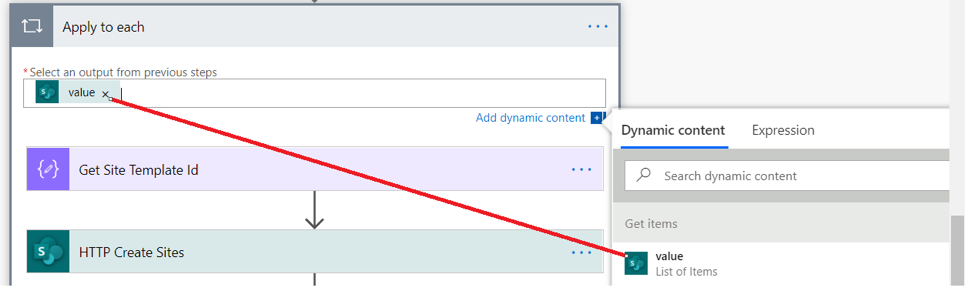 Apply to each
* Select an output from previous steps
value
Add dynamic content
Dynamic content Expression
Get Site Template Id
Search dynamic content
Get items
HTTP Create Sites
value
List of Items